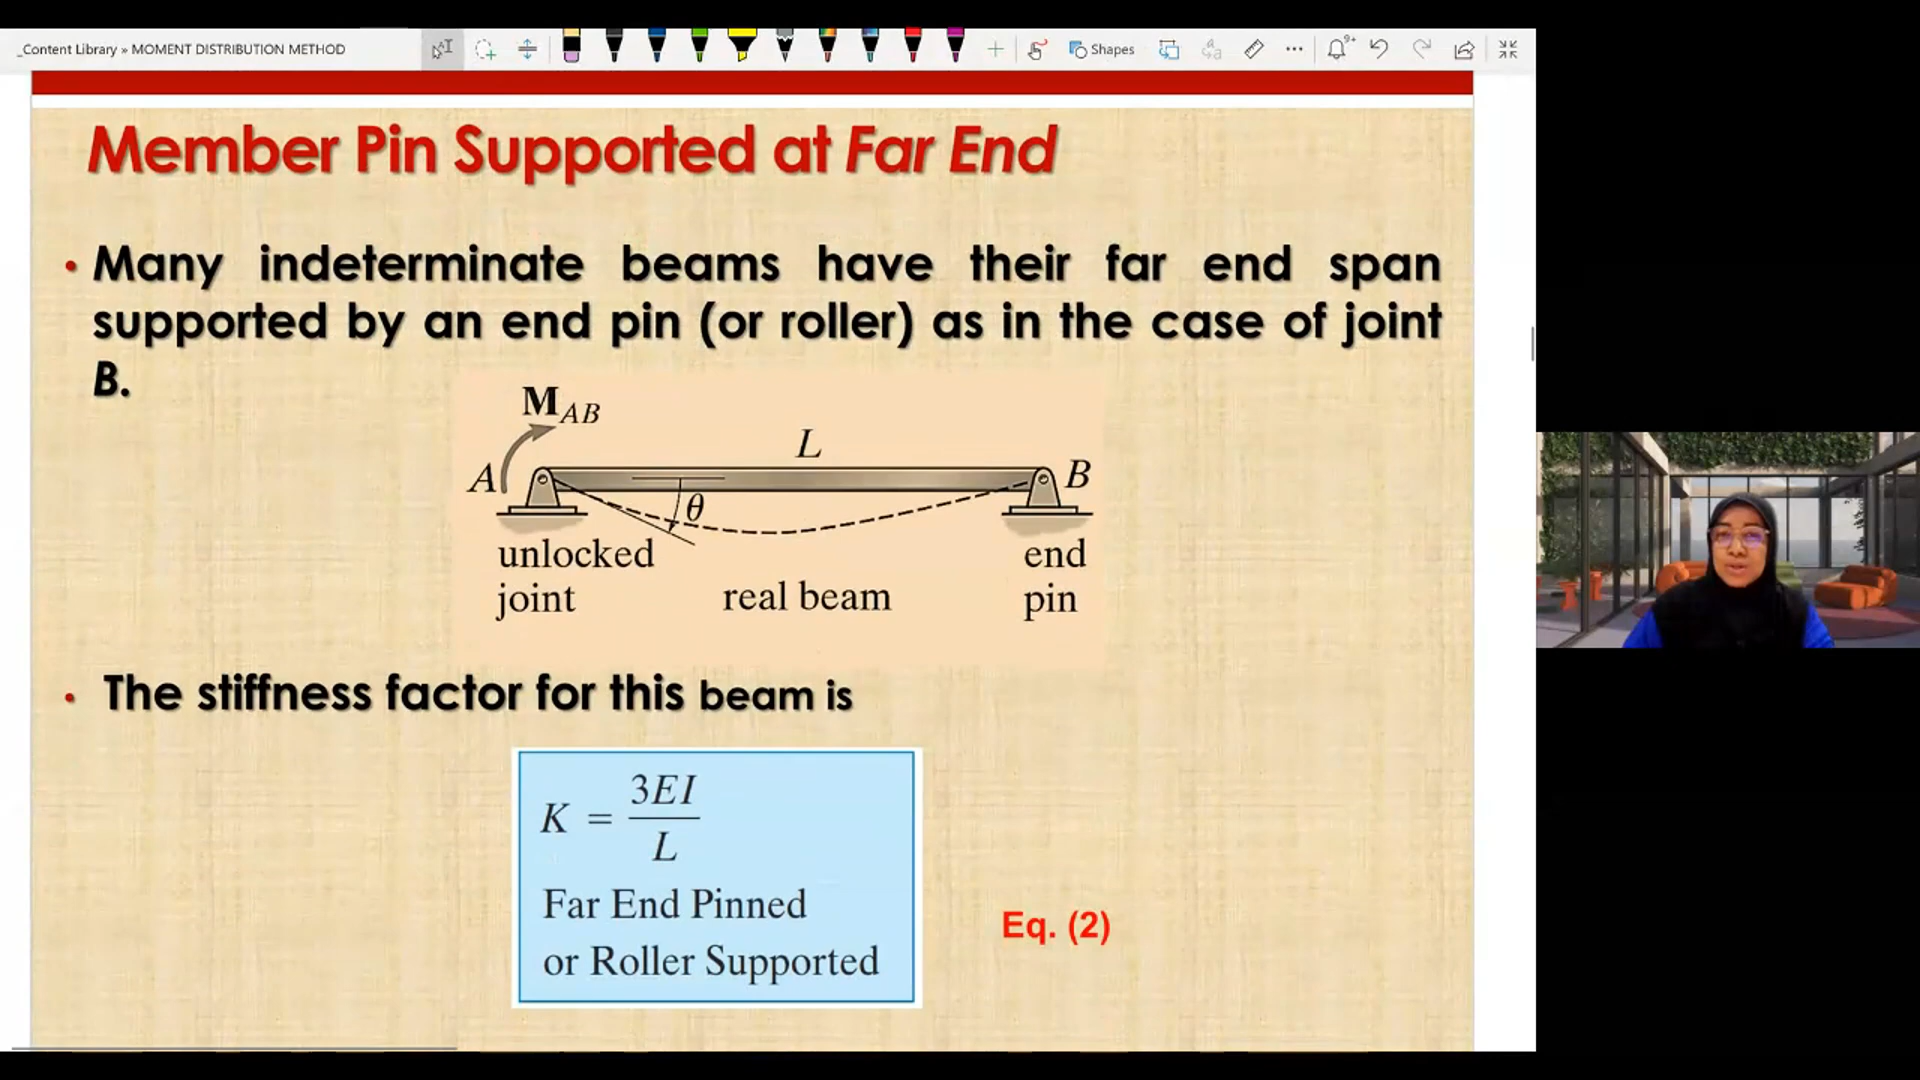 _Content Library » MOMENT DISTRIBUTION METHOD
Shapes
9+
Member Pin Supported at Far End
• Many indeterminate beams have their far end span
supported by an end pin (or roller) as in the case of joint
B.
M_AB
L
A
B
θ
unlocked
joint
real beam
end
pin
• The stiffness factor for this beam is
K = 3EI / L
Far End Pinned
or Roller Supported
Eq. (2)